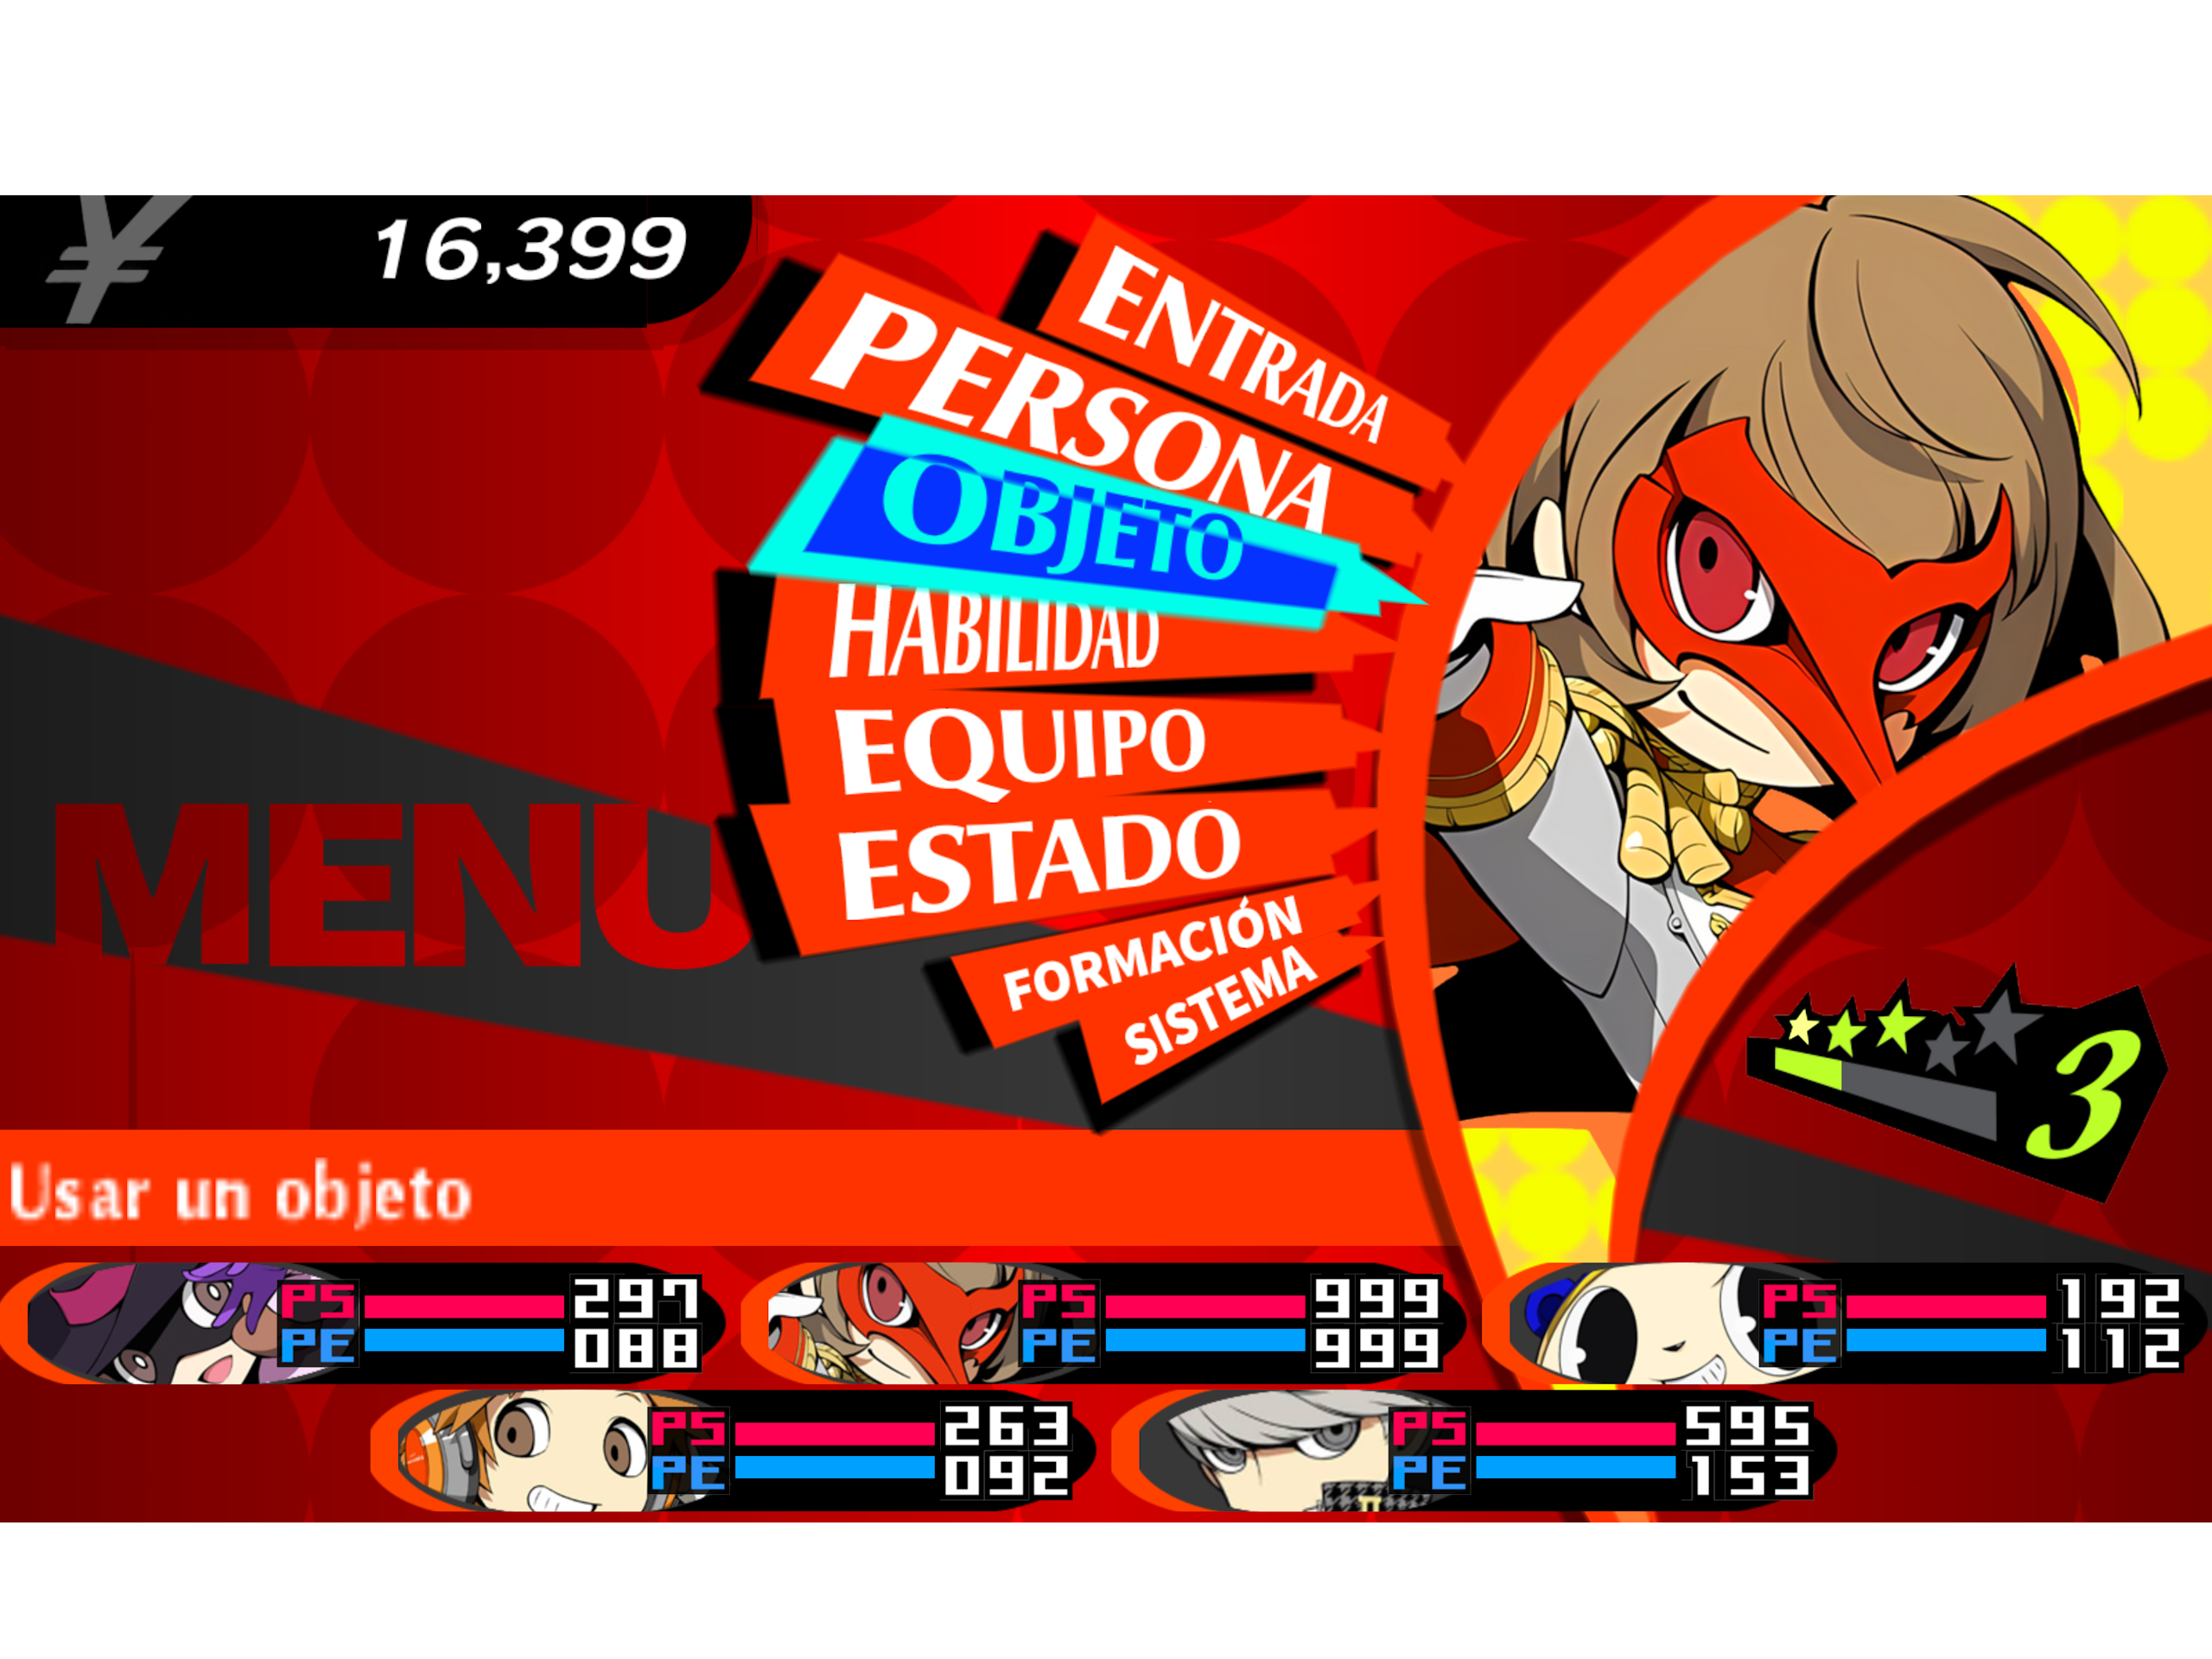 ¥ 16,399
ENTRADA
PERSONA
OBJETO
HABILIDAD
EQUIPO
ESTADO
FORMACIÓN
SISTEMA
MENU
3
Usar un objeto
PS 297
PE 088
PS 999
PE 999
PS 192
PE 112
PS 263
PE 092
PS 595
PE 153